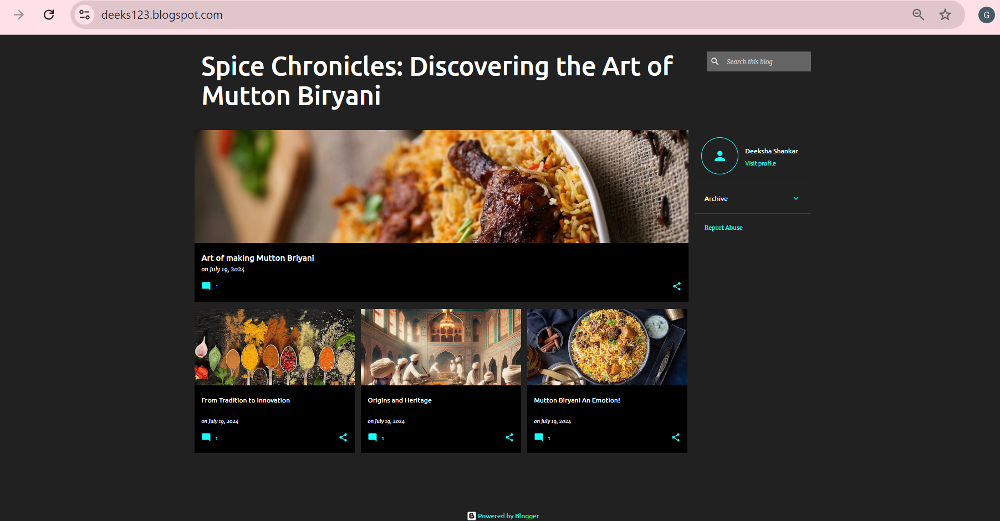 deeks123.blogspot.com
G
Spice Chronicles: Discovering the Art of
Mutton Biryani
Search this blog
Deeksha Shankar
Visit profile
Archive
Report Abuse
Art of making Mutton Briyani
on July 19, 2024
1
From Tradition to Innovation
on July 19, 2024
1
Origins and Heritage
on July 19, 2024
1
Mutton Biryani An Emotion!
on July 19, 2024
1
Powered by Blogger